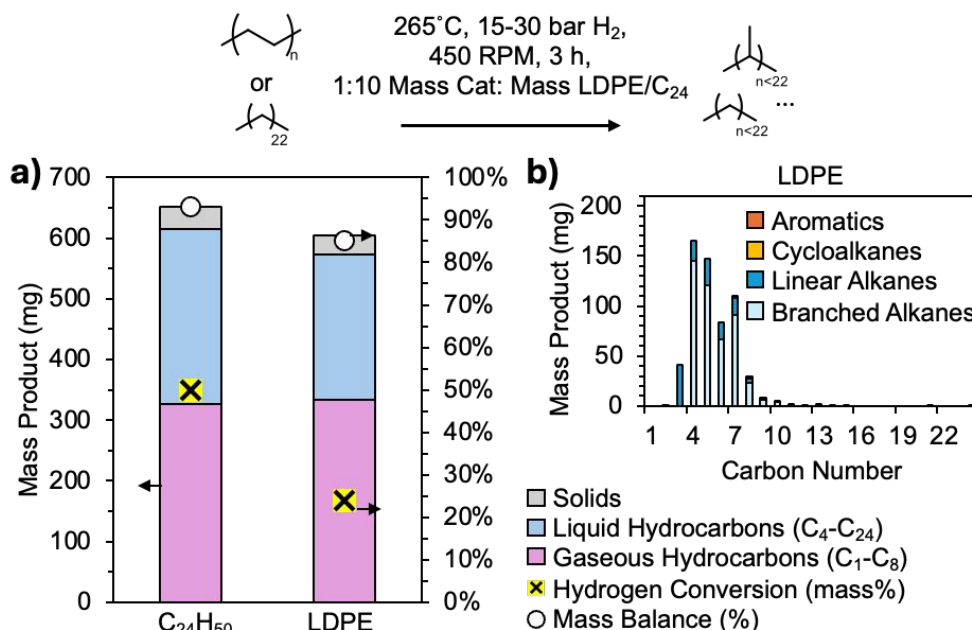 n
or
22
265°C, 15-30 bar H₂,
450 RPM, 3 h,
1:10 Mass Cat: Mass LDPE/C₂₄
n<22
n<22
...
a)
700
600
500
400
300
200
100
0
Mass Product (mg)
100%
90%
80%
70%
60%
50%
40%
30%
20%
10%
0%
C₂₄H₅₀ LDPE
b)
LDPE
200
150
100
50
0
Mass Product (mg)
Aromatics
Cycloalkanes
Linear Alkanes
Branched Alkanes
1 4 7 10 13 16 19 22
Carbon Number
Solids
Liquid Hydrocarbons (C₄-C₂₄)
Gaseous Hydrocarbons (C₁-C₈)
Hydrogen Conversion (mass%)
Mass Balance (%)